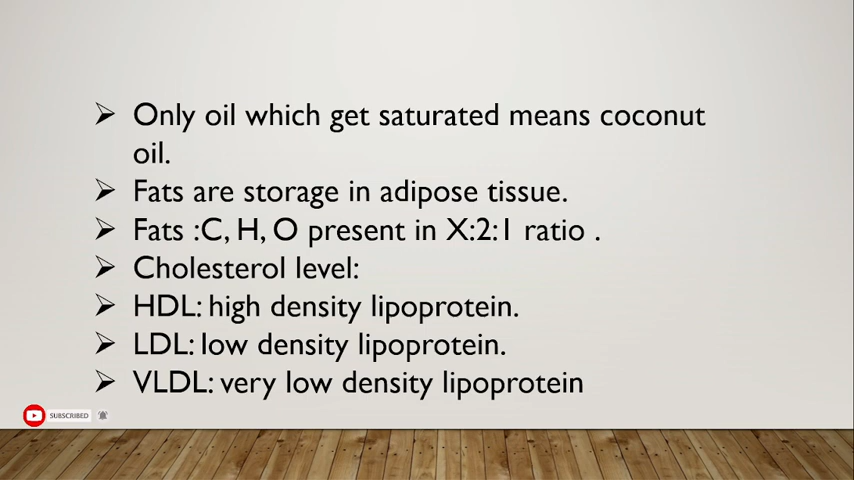 ➢ Only oil which get saturated means coconut
oil.
➢ Fats are storage in adipose tissue.
➢ Fats :C, H, O present in X:2:1 ratio .
➢ Cholesterol level:
➢ HDL: high density lipoprotein.
➢ LDL: low density lipoprotein.
➢ VLDL: very low density lipoprotein
SUBSCRIBED